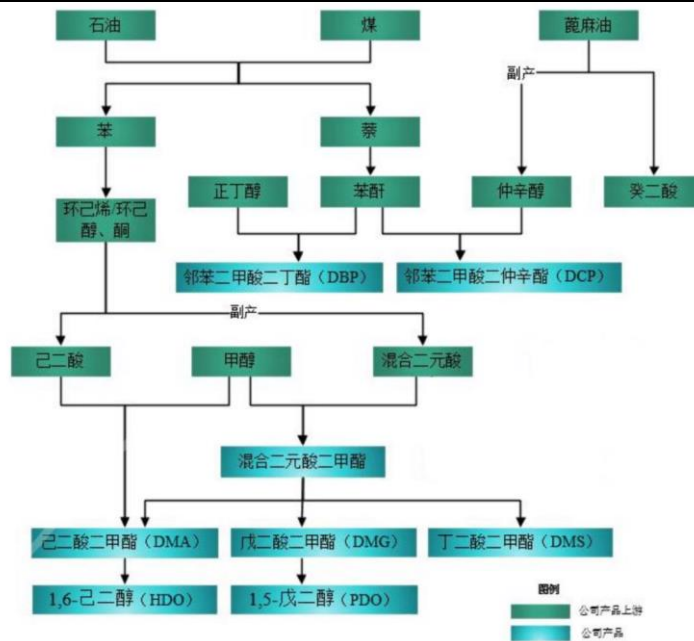 石油
煤
蓖麻油
副产
苯
萘
环己烯/环己
醇、酮
正丁醇
苯酐
仲辛醇
癸二酸
邻苯二甲酸二丁酯（DBP）
邻苯二甲酸二仲辛酯（DCP）
副产
己二酸
甲醇
混合二元酸
混合二元酸二甲酯
己二酸二甲酯（DMA）
戊二酸二甲酯（DMG）
丁二酸二甲酯（DMS）
1,6-己二醇（HDO）
1,5-戊二醇（PDO）
图例
公司产品上游
公司产品